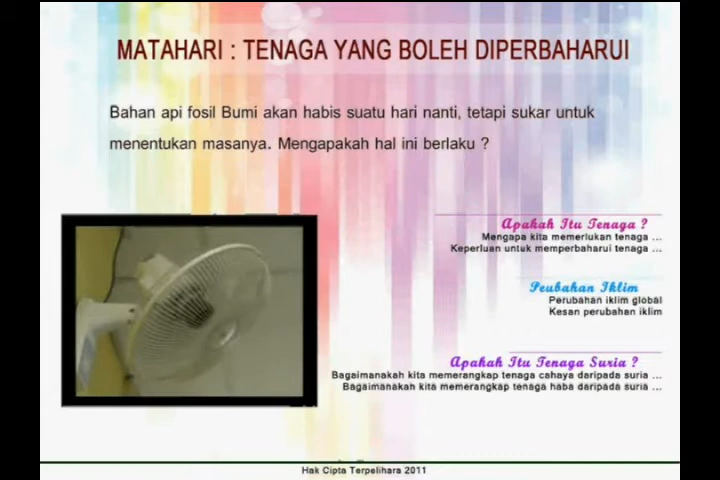 MATAHARI : TENAGA YANG BOLEH DIPERBAHARUI
Bahan api fosil Bumi akan habis suatu hari nanti, tetapi sukar untuk
menentukan masanya. Mengapakah hal ini berlaku ?
Apakah Itu Tenaga ?
Mengapa kita memerlukan tenaga ...
Keperluan untuk memperbaharui tenaga ...
Peubahan Iklim
Perubahan iklim global
Kesan perubahan iklim
Apakah Itu Tenaga Suria ?
Bagaimanakah kita memerangkap tenaga cahaya daripada suria ...
Bagaimanakah kita memerangkap tenaga haba daripada suria ...
Hak Cipta Terpelihara 2011